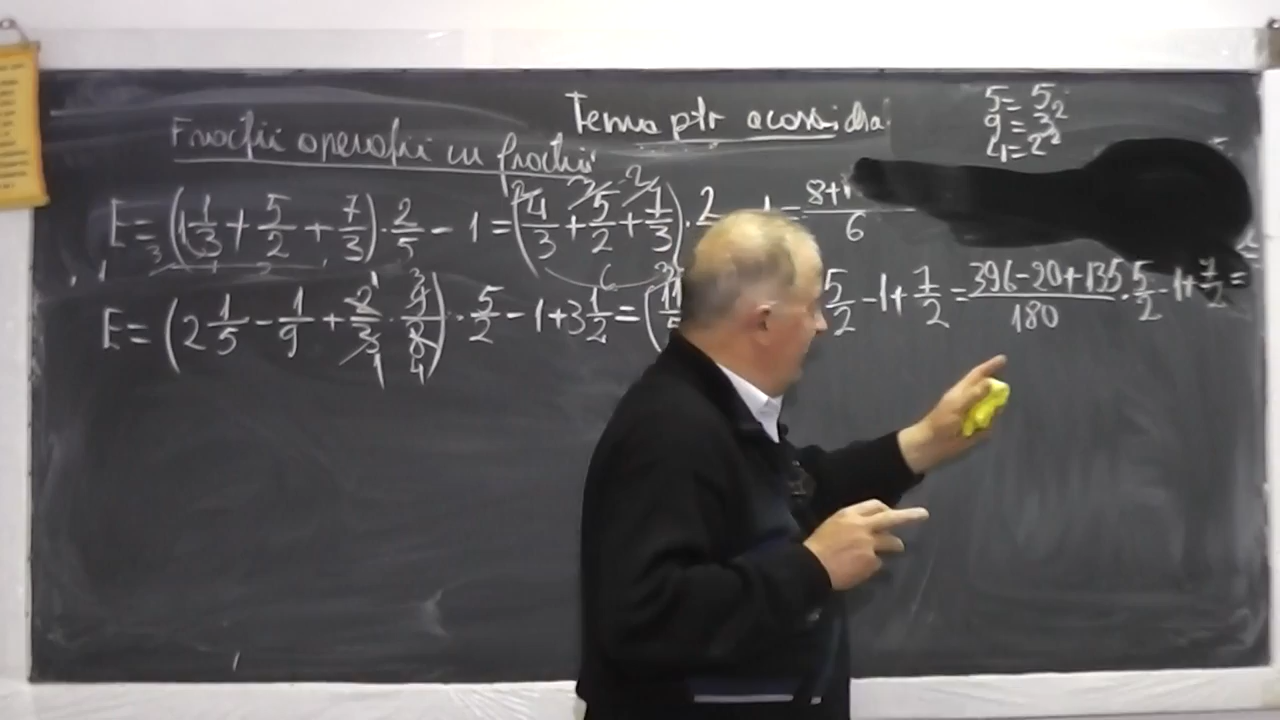 Tema ptr acasă
5 = 5
9 = 3²
4 = 2²
Fracții operații cu fracții
E = (1 1/3 + 5/2 + 7/3) · 2/5 - 1 = (4/3 + 5/2 + 7/3) · 2 1 = 8+ /6
E = (2 1/5 - 1/9 + 2/3 · 9/8) · 5/2 - 1 + 3 1/2 = ( 11 5/2 - 1 + 7/2 = 396-20+135/180 · 5/2 - 1 + 7/2 =